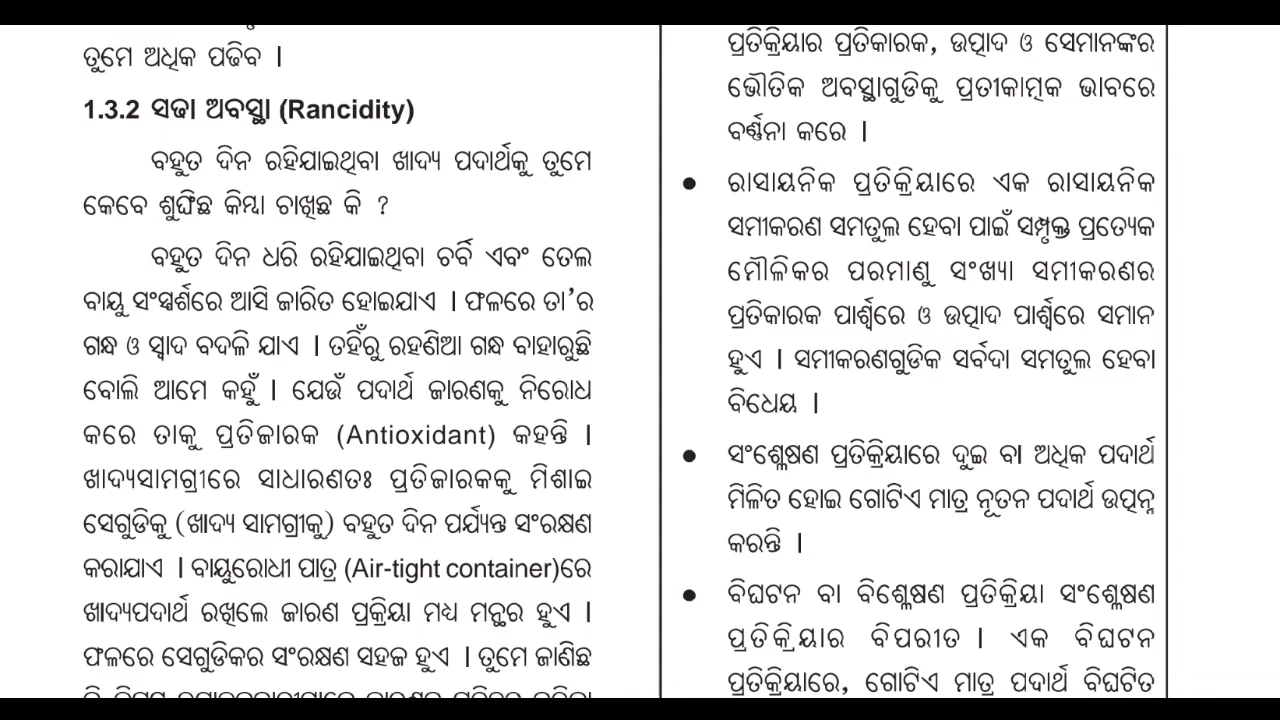 ତୁମେ ଅଧିକ ପଢିବ ।
1.3.2 ସଢା ଅବସ୍ଥା (Rancidity)
ବହୁତ ଦିନ ରହିଯାଇଥିବା ଖାଦ୍ୟ ପଦାର୍ଥକୁ ତୁମେ
କେବେ ଶୁଙ୍ଘିଛ କିମ୍ବା ଚାଖିଛ କି ?
ବହୁତ ଦିନ ଧରି ରହିଯାଇଥିବା ଚର୍ବି ଏବଂ ତେଲ
ବାୟୁ ସଂସ୍ପର୍ଶରେ ଆସି ଜାରିତ ହୋଇଯାଏ । ଫଳରେ ତା’ର
ଗନ୍ଧ ଓ ସ୍ଵାଦ ବଦଳି ଯାଏ । ତହିଁରୁ ରହଣିଆ ଗନ୍ଧ ବାହାରୁଛି
ବୋଲି ଆମେ କହୁଁ । ଯେଉଁ ପଦାର୍ଥ ଜାରଣକୁ ନିରୋଧ
କରେ ତାକୁ ପ୍ରତିଜାରକ (Antioxidant) କହନ୍ତି ।
ଖାଦ୍ୟସାମଗ୍ରୀରେ ସାଧାରଣତଃ ପ୍ରତିଜାରକକୁ ମିଶାଇ
ସେଗୁଡିକୁ (ଖାଦ୍ୟ ସାମଗ୍ରୀକୁ) ବହୁତ ଦିନ ପର୍ଯ୍ୟନ୍ତ ସଂରକ୍ଷଣ
କରାଯାଏ । ବାୟୁରୋଧୀ ପାତ୍ର (Air-tight container)ରେ
ଖାଦ୍ୟପଦାର୍ଥ ରଖିଲେ ଜାରଣ ପ୍ରକ୍ରିୟା ମଧ୍ୟ ମନ୍ଥର ହୁଏ ।
ଫଳରେ ସେଗୁଡିକର ସଂରକ୍ଷଣ ସହଜ ହୁଏ । ତୁମେ ଜାଣିଛ
ପ୍ରତିକ୍ରିୟାର ପ୍ରତିକାରକ, ଉତ୍ପାଦ ଓ ସେମାନଙ୍କର
ଭୌତିକ ଅବସ୍ଥାଗୁଡିକୁ ପ୍ରତୀକାତ୍ମକ ଭାବରେ
ବର୍ଣ୍ଣନା କରେ ।
● ରାସାୟନିକ ପ୍ରତିକ୍ରିୟାରେ ଏକ ରାସାୟନିକ
ସମୀକରଣ ସମତୁଲ ହେବା ପାଇଁ ସମ୍ପୃକ୍ତ ପ୍ରତ୍ୟେକ
ମୌଳିକର ପରମାଣୁ ସଂଖ୍ୟା ସମୀକରଣର
ପ୍ରତିକାରକ ପାର୍ଶ୍ଵରେ ଓ ଉତ୍ପାଦ ପାର୍ଶ୍ଵରେ ସମାନ
ହୁଏ । ସମୀକରଣଗୁଡିକ ସର୍ବଦା ସମତୁଲ ହେବା
ବିଧେୟ ।
● ସଂଶ୍ଳେଷଣ ପ୍ରତିକ୍ରିୟାରେ ଦୁଇ ବା ଅଧିକ ପଦାର୍ଥ
ମିଳିତ ହୋଇ ଗୋଟିଏ ମାତ୍ର ନୂତନ ପଦାର୍ଥ ଉତ୍ପନ୍ନ
କରନ୍ତି ।
● ବିଘଟନ ବା ବିଶ୍ଳେଷଣ ପ୍ରତିକ୍ରିୟା ସଂଶ୍ଳେଷଣ
ପ୍ରତିକ୍ରିୟାର ବିପରୀତ । ଏକ ବିଘଟନ
ପ୍ରତିକ୍ରିୟାରେ, ଗୋଟିଏ ମାତ୍ର ପଦାର୍ଥ ବିଘଟିତ